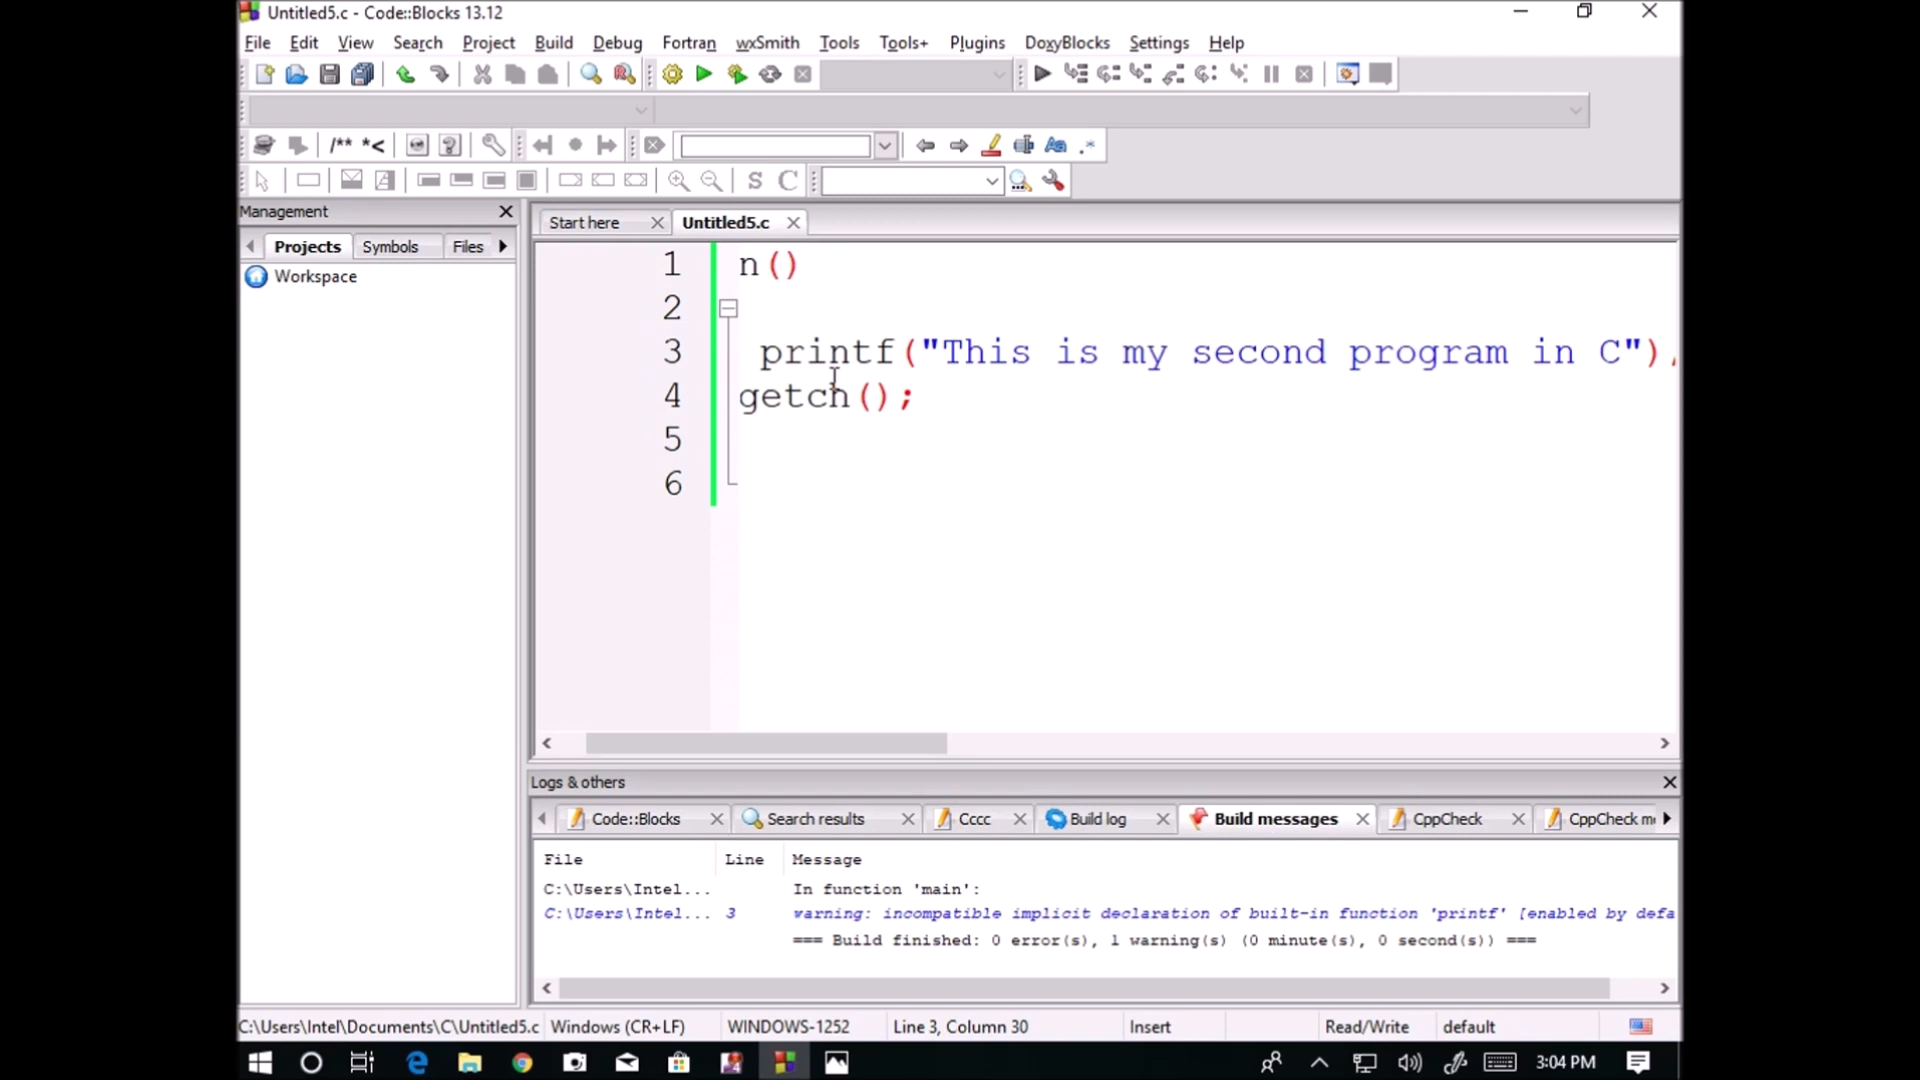 Untitled5.c - Code::Blocks 13.12
File Edit View Search Project Build Debug Fortran wxSmith Tools Tools+ Plugins DoxyBlocks Settings Help
/** *<
Aa .*
S C
Management
Projects Symbols Files
Workspace
Start here Untitled5.c
1 n()
2
3 printf("This is my second program in C")
4 getch();
5
6
Logs & others
Code::Blocks Search results Cccc Build log Build messages CppCheck CppCheck m
File Line Message
C:\Users\Intel... In function 'main':
C:\Users\Intel... 3 warning: incompatible implicit declaration of built-in function 'printf' [enabled by defa
=== Build finished: 0 error(s), 1 warning(s) (0 minute(s), 0 second(s)) ===
C:\Users\Intel\Documents\C\Untitled5.c Windows (CR+LF) WINDOWS-1252 Line 3, Column 30 Insert Read/Write default
3:04 PM